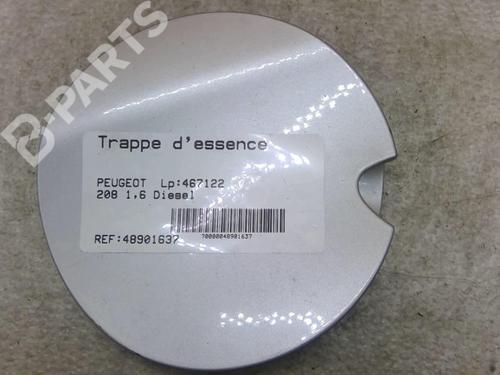 B-PARTS
Trappe d'essence
PEUGEOT Lp:467122
208 1,6 Diesel
70000048901637
REF:48901637